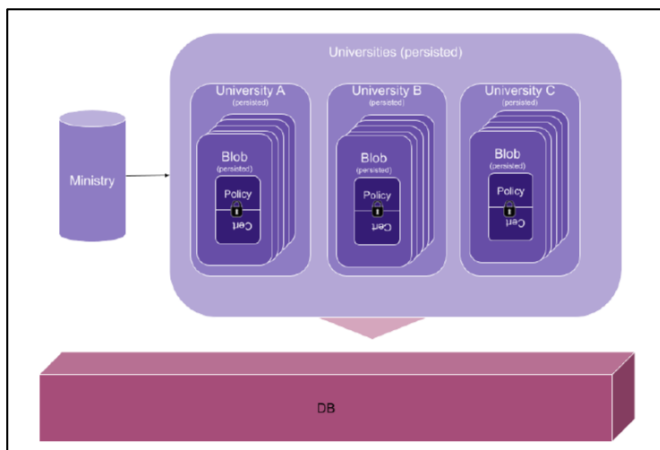 Universities (persisted)
University A
(persisted)
University B
(persisted)
University C
(persisted)
Ministry
Blob
(persisted)
Policy
Cert
Blob
(persisted)
Policy
Cert
Blob
(persisted)
Policy
Cert
DB